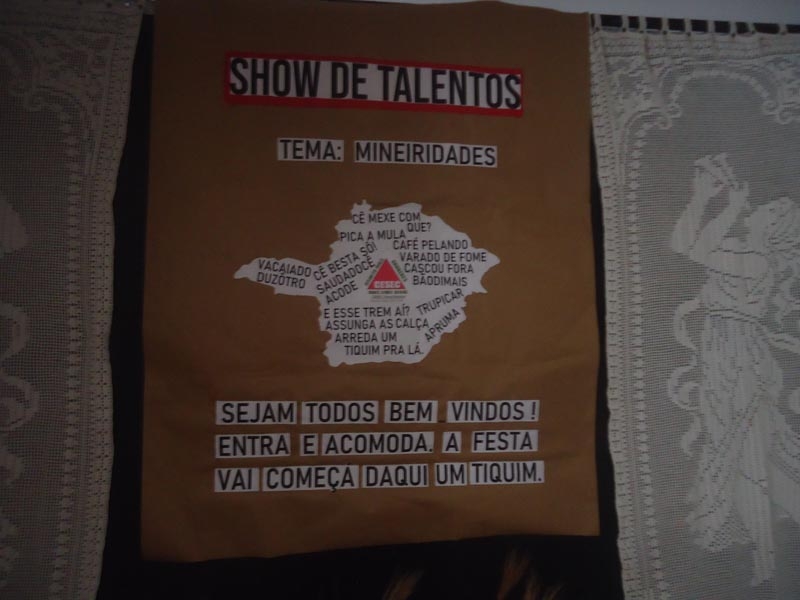 SHOW DE TALENTOS
TEMA: MINEIRIDADES
CÊ MEXE COM QUE?
PICA A MULA
CÊ BESTA SÔ!
CAFÉ PELANDO
VARADO DE FOME
VACAIADO
DUZÔTRO
SAUDADOCÊ
CASCOU FORA
BÃODIMAIS
ACODE
CESEC
TRUPICAR
E ESSE TREM AÍ?
ASSUNGA AS CALÇA
APRUMA
ARREDA UM
TIQUIM PRA LÁ.
SEJAM TODOS BEM VINDOS!
ENTRA E ACOMODA. A FESTA
VAI COMEÇÁ DAQUI UM TIQUIM.